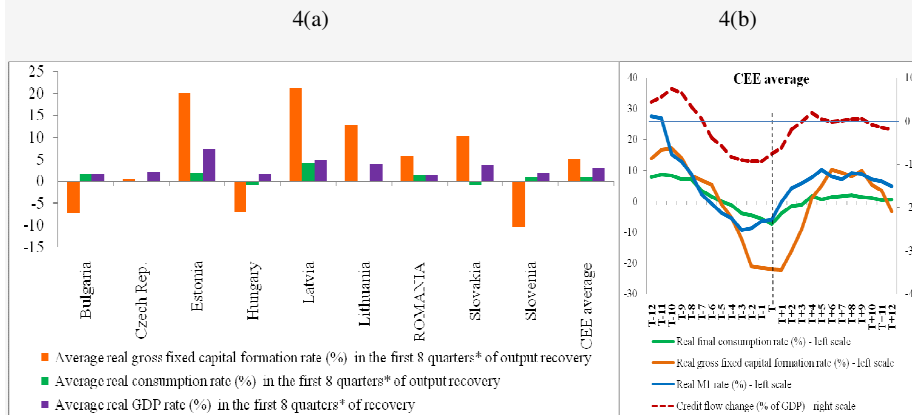 4(a)
4(b)
25
20
15
10
5
0
-5
-10
-15
Bulgaria
Czech Rep.
Estonia
Hungary
Latvia
Lithuania
ROMANIA
Slovakia
Slovenia
CEE average
Average real gross fixed capital formation rate (%) in the first 8 quarters* of output recovery
Average real consumption rate (%) in the first 8 quarters* of output recovery
Average real GDP rate (%) in the first 8 quarters* of recovery
CEE average
40
30
20
10
0
-10
-20
-30
10
0
-1
-2
-3
-4
T-12
T-11
T-10
T-9
T-8
T-7
T-6
T-5
T-4
T-3
T-2
T-1
T
T+1
T+2
T+3
T+4
T+5
T+6
T+7
T+8
T+9
T+10
T+11
T+12
Real final consumption rate (%) - left scale
Real gross fixed capital formation rate (%) - left scale
Real M1 rate (%) - left scale
Credit flow change (% of GDP) - right scale